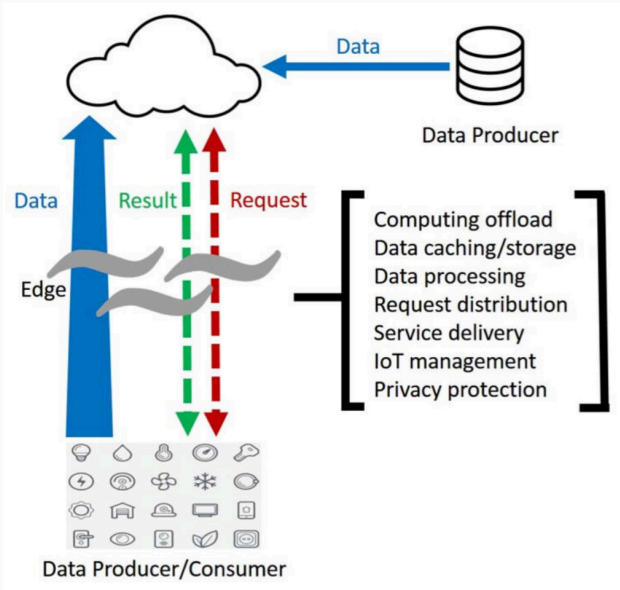 Data
Data Producer
Data
Result
Request
Edge
Computing offload
Data caching/storage
Data processing
Request distribution
Service delivery
IoT management
Privacy protection
Data Producer/Consumer